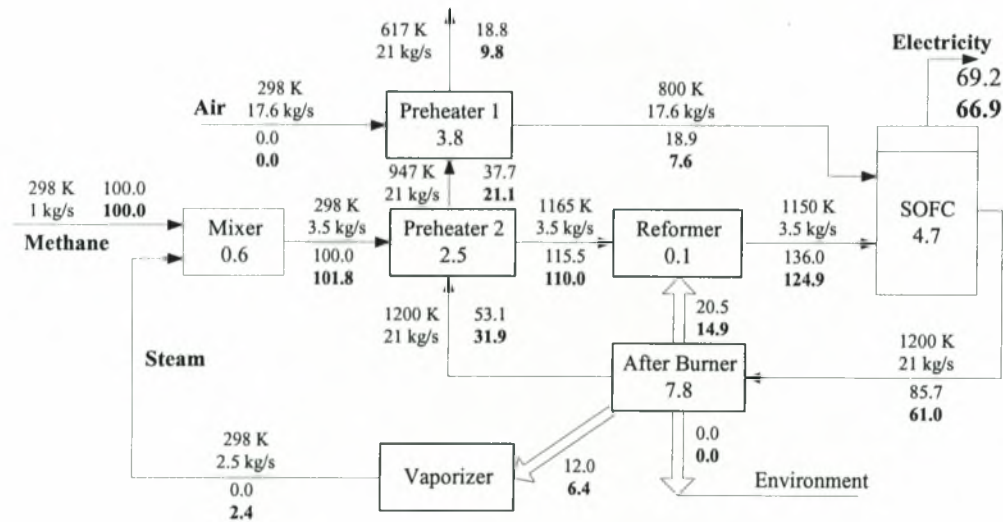 617 K 18.8
21 kg/s 9.8
Electricity
69.2
66.9
298 K
Air 17.6 kg/s
0.0
0.0
Preheater 1
3.8
800 K
17.6 kg/s
18.9
7.6
947 K 37.7
21 kg/s 21.1
298 K 100.0
1 kg/s 100.0
Methane
Mixer
0.6
298 K
3.5 kg/s
100.0
101.8
Preheater 2
2.5
1165 K
3.5 kg/s
115.5
110.0
Reformer
0.1
1150 K
3.5 kg/s
136.0
124.9
SOFC
4.7
1200 K 53.1
21 kg/s 31.9
20.5
14.9
Steam
After Burner
7.8
1200 K
21 kg/s
85.7
61.0
298 K
2.5 kg/s
0.0
2.4
Vaporizer
12.0
6.4
0.0
0.0
Environment